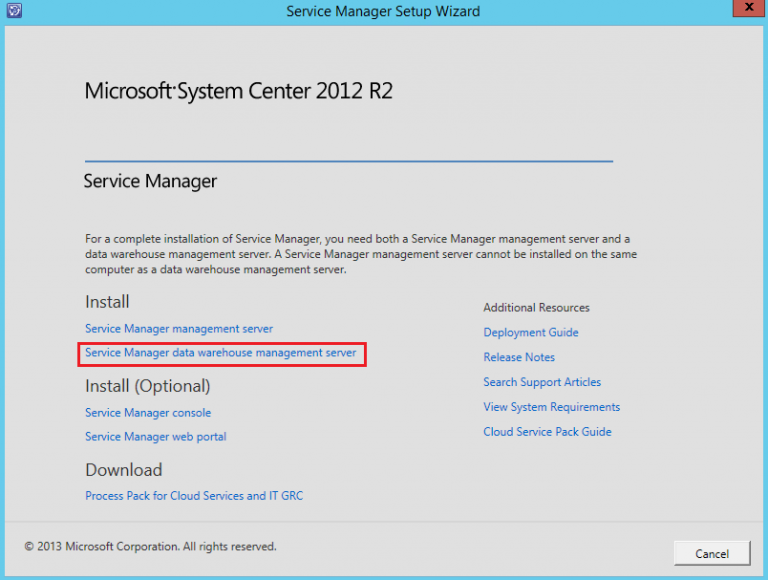 Service Manager Setup Wizard
x
Microsoft System Center 2012 R2
Service Manager
For a complete installation of Service Manager, you need both a Service Manager management server and a
data warehouse management server. A Service Manager management server cannot be installed on the same
computer as a data warehouse management server.
Install
Service Manager management server
Service Manager data warehouse management server
Install (Optional)
Service Manager console
Service Manager web portal
Download
Process Pack for Cloud Services and IT GRC
Additional Resources
Deployment Guide
Release Notes
Search Support Articles
View System Requirements
Cloud Service Pack Guide
© 2013 Microsoft Corporation. All rights reserved.
Cancel